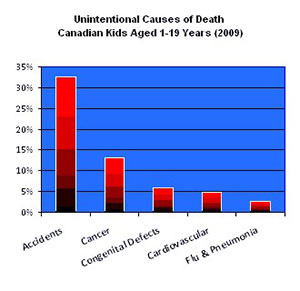 Unintentional Causes of Death
Canadian Kids Aged 1-19 Years (2009)
35%
30%
25%
20%
15%
10%
5%
0%
Accidents
Cancer
Congenital Defects
Cardiovascular
Flu & Pneumonia